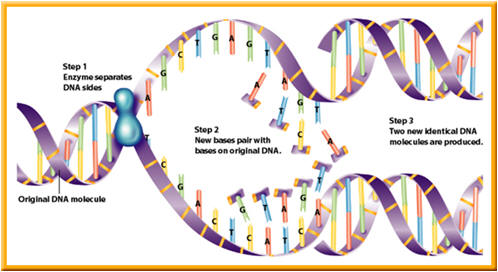 Step 1
Enzyme separates
DNA sides
Original DNA molecule
A
G
C
T
G
A
G
T
C
Step 2
New bases pair with
bases on original DNA.
A
T
C
A
T
C
G
A
C
T
C
A
T
C
G
T
A
G
Step 3
Two new identical DNA
molecules are produced.